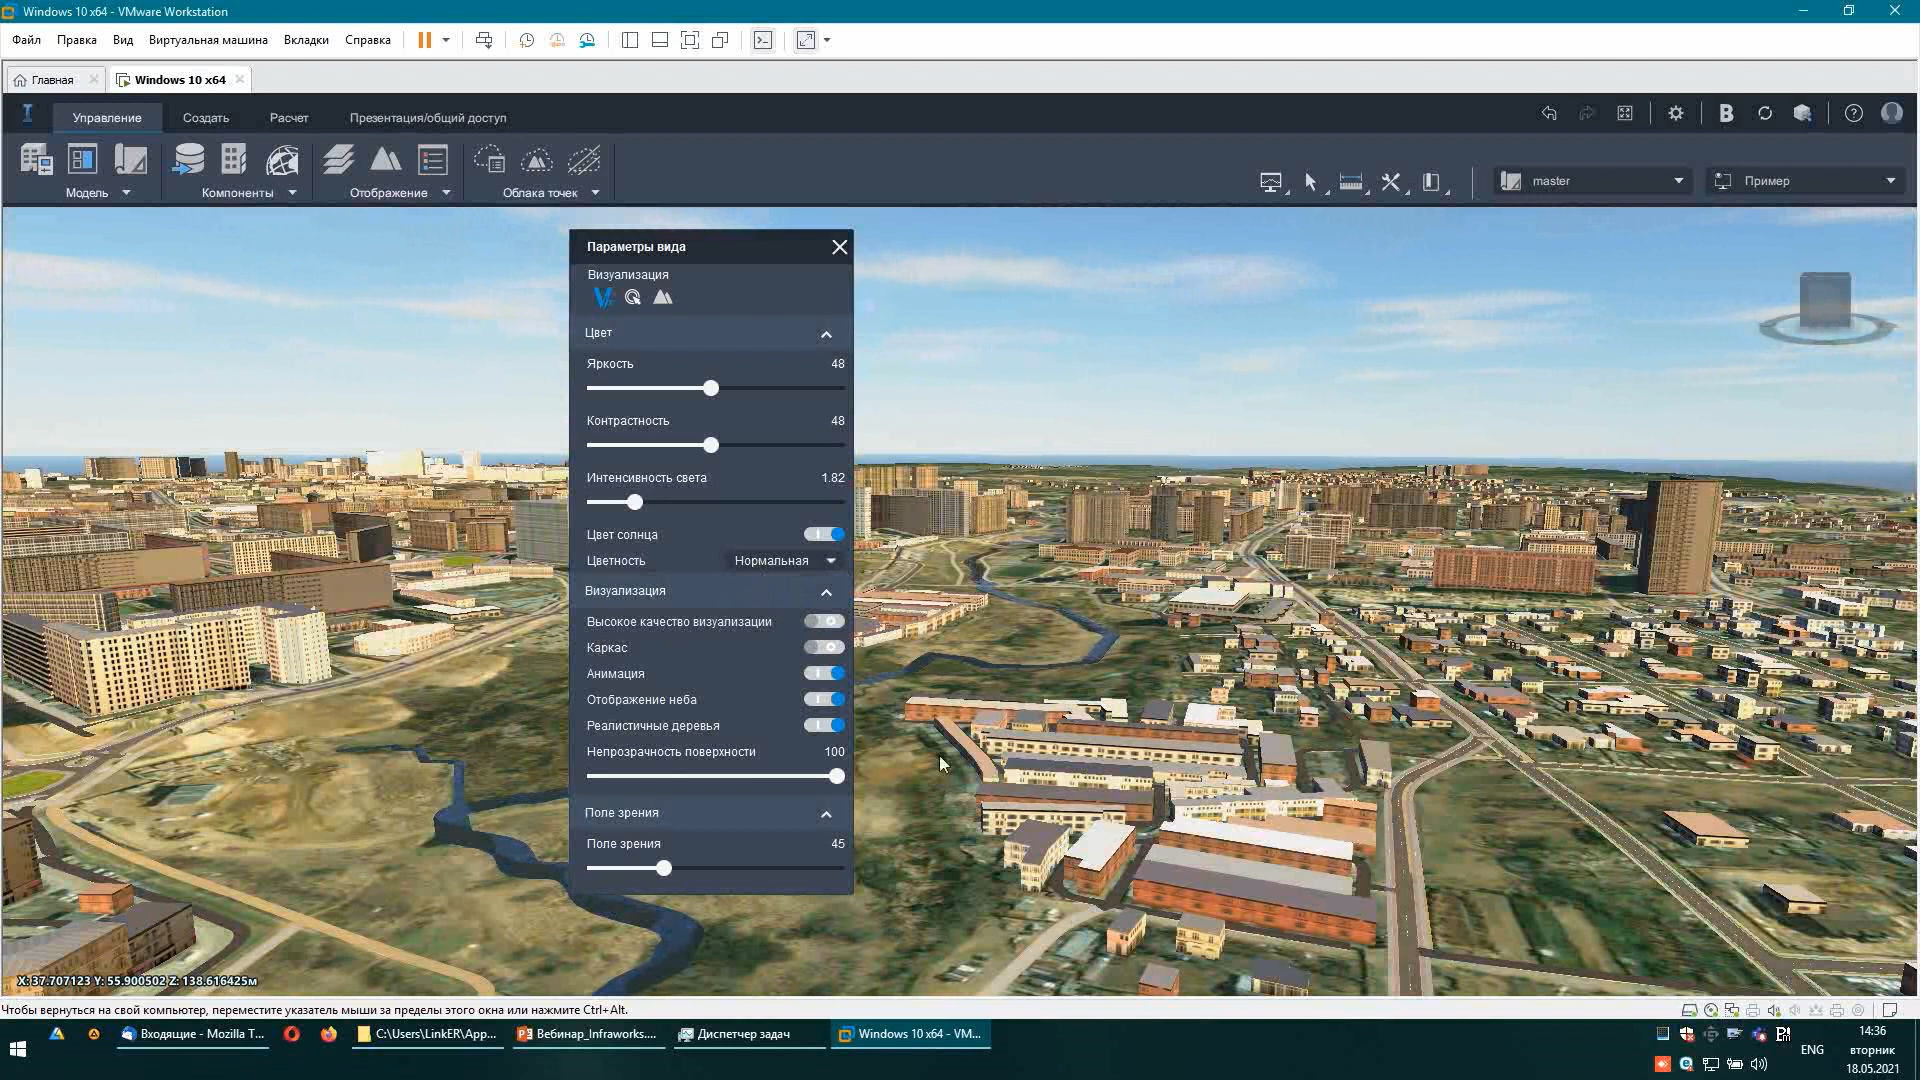 Windows 10 x64 - VMware Workstation
Файл Правка Вид Виртуальная машина Вкладки Справка
Главная
Windows 10 x64
Управление Создать Расчет Презентация/общий доступ
B
Модель Компоненты Отображение Облака точек
master
Пример
Параметры вида
Визуализация
Цвет
Яркость 48
Контрастность 48
Интенсивность света 1.82
Цвет солнца
Цветность Нормальная
Визуализация
Высокое качество визуализации
Каркас
Анимация
Отображение неба
Реалистичные деревья
Непрозрачность поверхности 100
Поле зрения
Поле зрения 45
X: 37.707123 Y: 55.900502 Z: 138.616425м
Чтобы вернуться на свой компьютер, переместите указатель мыши за пределы этого окна или нажмите Ctrl+Alt.
Входящие - Mozilla T...
C:\Users\LinkER\App...
Вебинар_Infraworks....
Диспетчер задач
Windows 10 x64 - VM...
ENG
14:36
вторник
18.05.2021